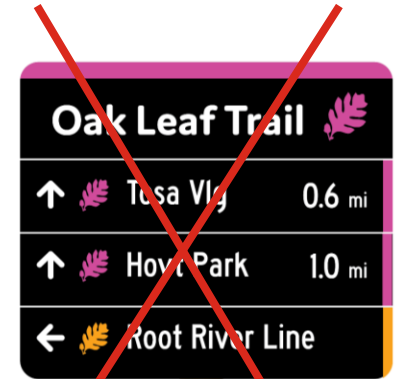 Oak Leaf Trail
↑ Tosa Vlg 0.6 mi
↑ Hoyt Park 1.0 mi
← Root River Line